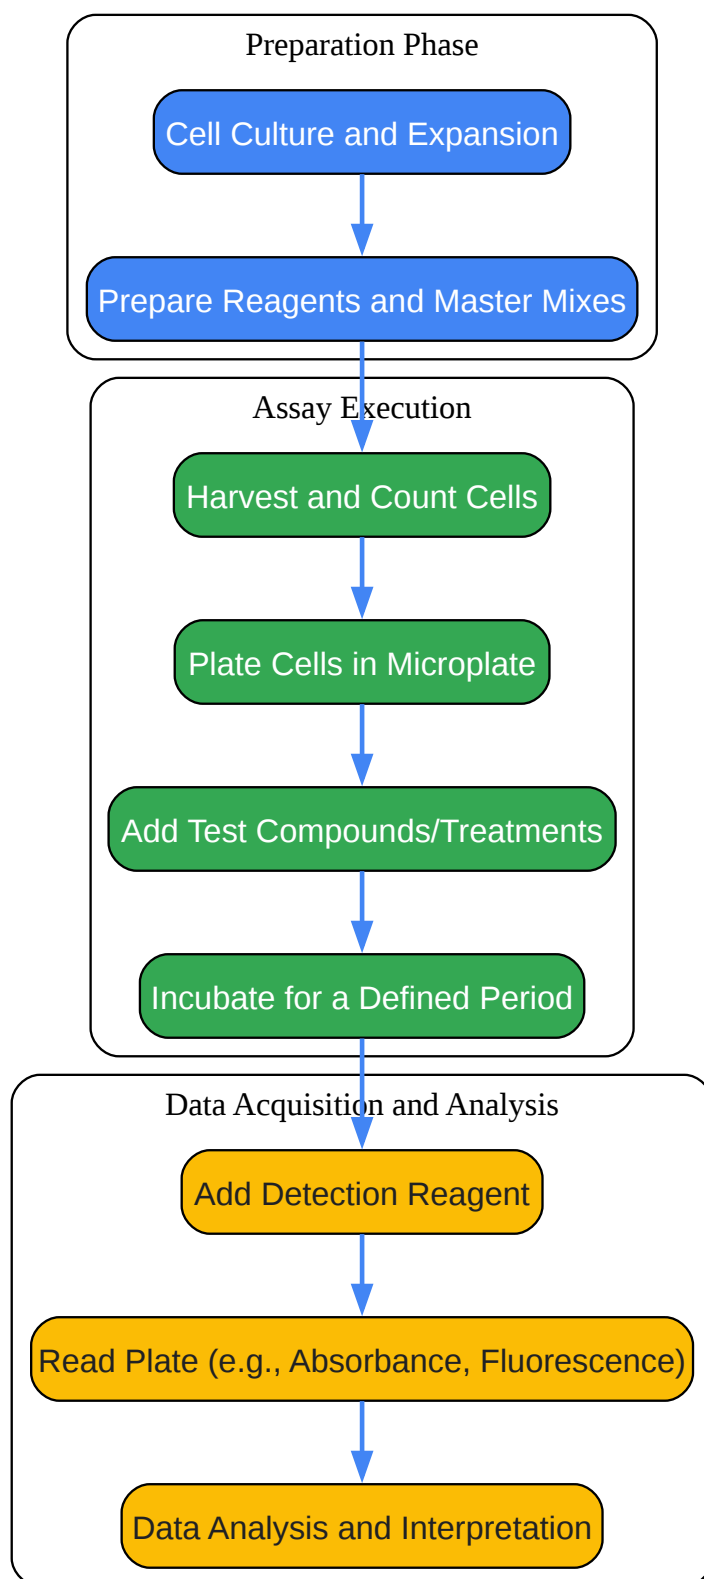 Preparation Phase
Cell Culture and Expansion
Prepare Reagents and Master Mixes
Assay Execution
Harvest and Count Cells
Plate Cells in Microplate
Add Test Compounds/Treatments
Incubate for a Defined Period
Data Acquisition and Analysis
Add Detection Reagent
Read Plate (e.g., Absorbance, Fluorescence)
Data Analysis and Interpretation